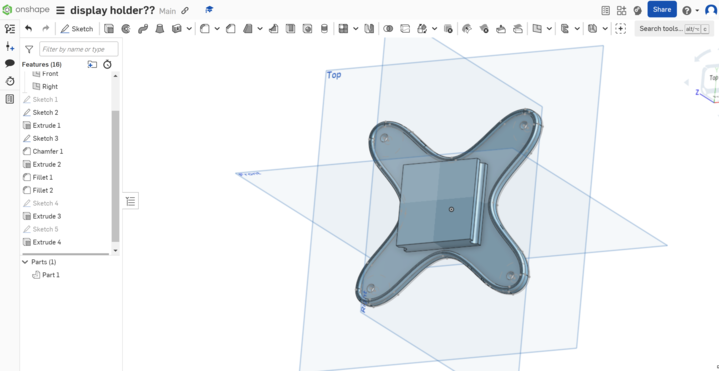 onshape
display holder??
Main
Share
Sketch
Search tools...
alt/⌥
c
Filter by name or type
Features (16)
Front
Right
Sketch 1
Sketch 2
Extrude 1
Sketch 3
Chamfer 1
Extrude 2
Fillet 1
Fillet 2
Sketch 4
Extrude 3
Sketch 5
Extrude 4
Parts (1)
Part 1
Top
Top
Z